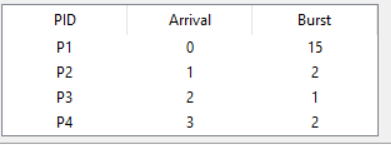 PID Arrival Burst
P1 0 15
P2 1 2
P3 2 1
P4 3 2